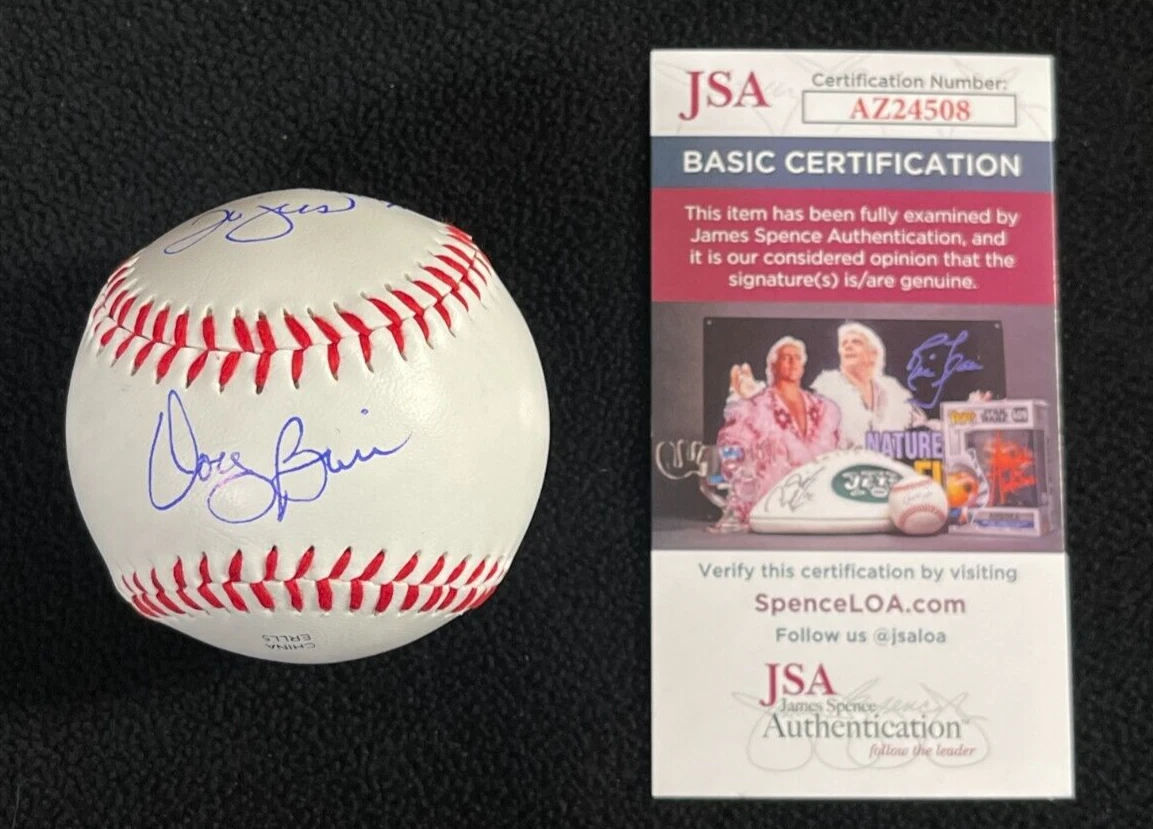 CHINA
ERLLS
JSA
Certification Number:
AZ24508
BASIC CERTIFICATION
This item has been fully examined by
James Spence Authentication, and
it is our considered opinion that the
signature(s) is/are genuine.
NATURE
JETS
Verify this certification by visiting
SpenceLOA.com
Follow us @jsaloa
JSA
James Spence
Authentication
follow the leader